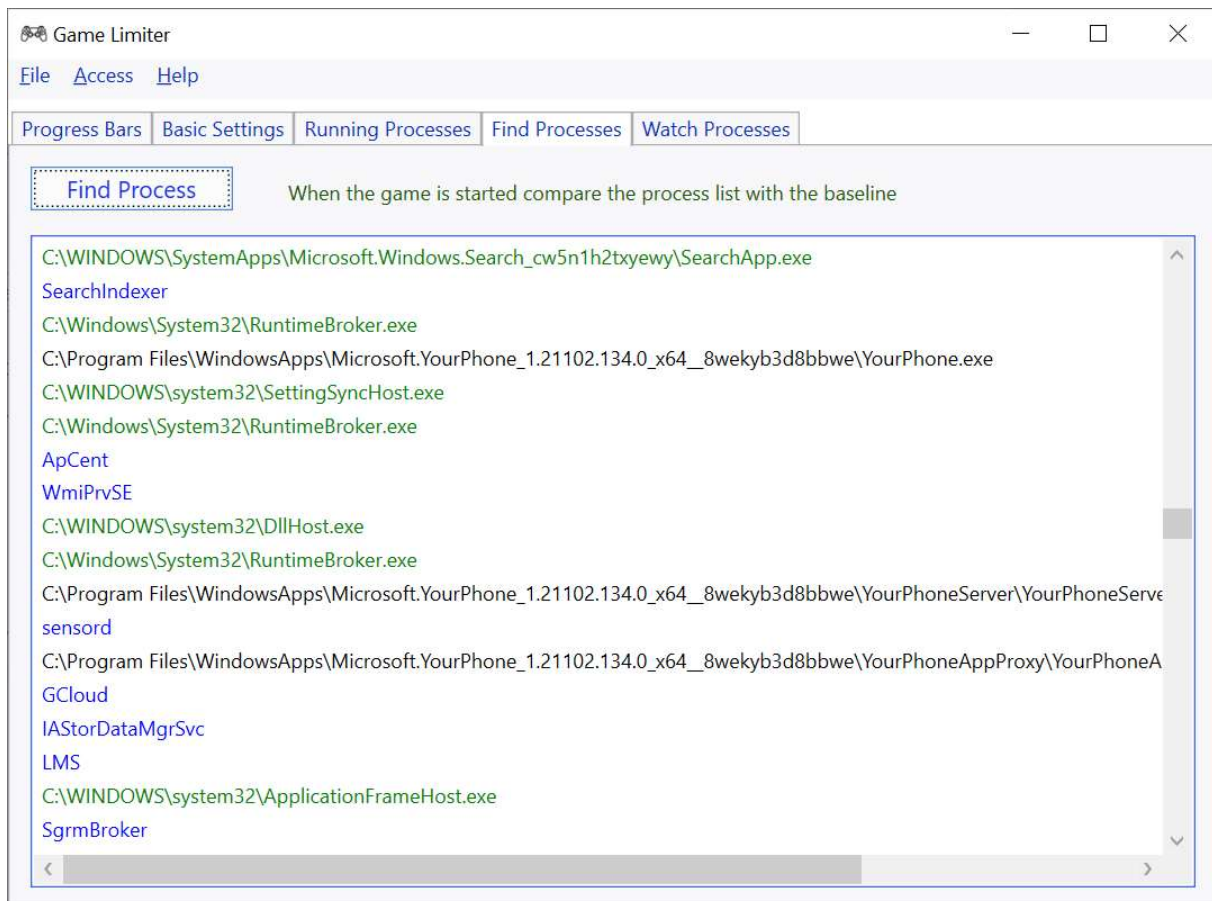 Game Limiter
File Access Help
Progress Bars Basic Settings Running Processes Find Processes Watch Processes
Find Process When the game is started compare the process list with the baseline
C:\WINDOWS\SystemApps\Microsoft.Windows.Search_cw5n1h2txyewy\SearchApp.exe
SearchIndexer
C:\Windows\System32\RuntimeBroker.exe
C:\Program Files\WindowsApps\Microsoft.YourPhone_1.21102.134.0_x64__8wekyb3d8bbwe\YourPhone.exe
C:\WINDOWS\system32\SettingSyncHost.exe
C:\Windows\System32\RuntimeBroker.exe
ApCent
WmiPrvSE
C:\WINDOWS\system32\DllHost.exe
C:\Windows\System32\RuntimeBroker.exe
C:\Program Files\WindowsApps\Microsoft.YourPhone_1.21102.134.0_x64__8wekyb3d8bbwe\YourPhoneServer\YourPhoneServe
sensord
C:\Program Files\WindowsApps\Microsoft.YourPhone_1.21102.134.0_x64__8wekyb3d8bbwe\YourPhoneAppProxy\YourPhoneA
GCloud
IAStorDataMgrSvc
LMS
C:\WINDOWS\system32\ApplicationFrameHost.exe
SgrmBroker